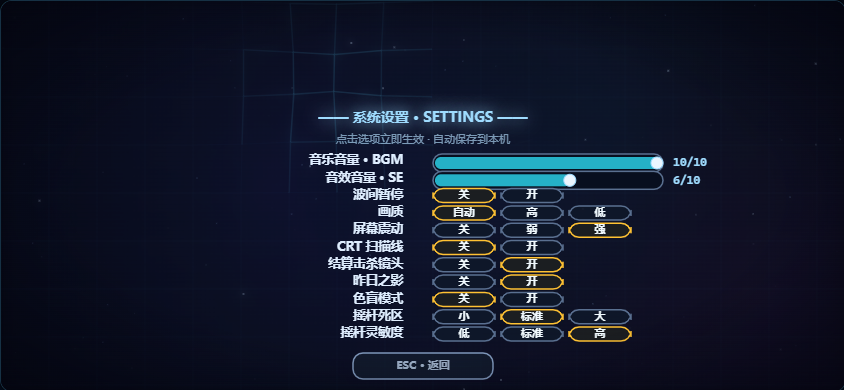 系统设置 • SETTINGS
点击选项立即生效 · 自动保存到本机
音乐音量 • BGM 10/10
音效音量 • SE 6/10
波间暂停 关 开
画质 自动 高 低
屏幕震动 关 弱 强
CRT 扫描线 关 开
结算击杀镜头 关 开
昨日之影 关 开
色盲模式 关 开
摇杆死区 小 标准 大
摇杆灵敏度 低 标准 高
ESC • 返回